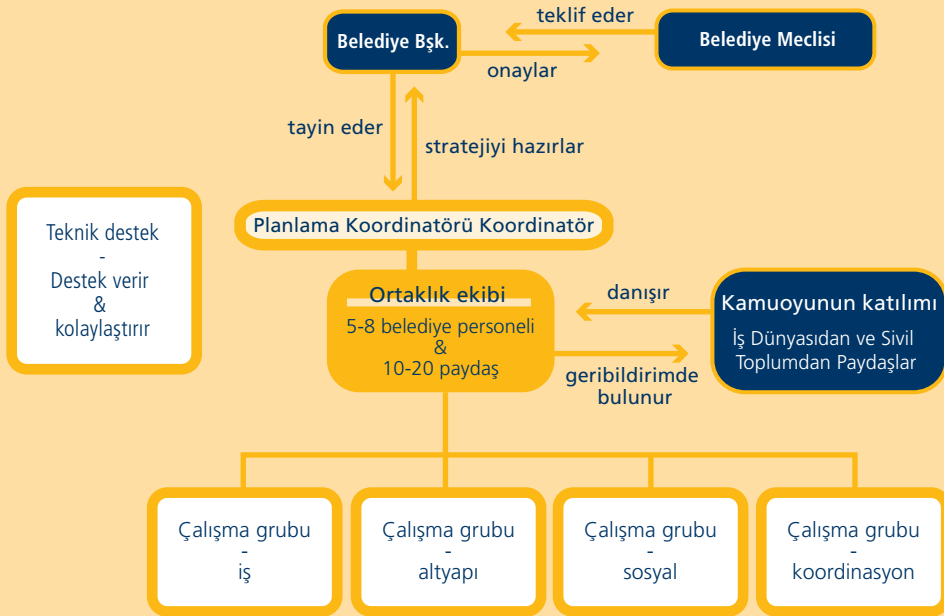 teklif eder
Belediye Bşk.
Belediye Meclisi
onaylar
tayin eder
stratejiyi hazırlar
Teknik destek
-
Destek verir
&
kolaylaştırır
Planlama Koordinatörü Koordinatör
Ortaklık ekibi
5-8 belediye personeli
&
10-20 paydaş
danışır
geribildirimde
bulunur
Kamuoyunun katılımı
İş Dünyasıdan ve Sivil
Toplumdan Paydaşlar
Çalışma grubu
-
iş
Çalışma grubu
-
altyapı
Çalışma grubu
-
sosyal
Çalışma grubu
-
koordinasyon